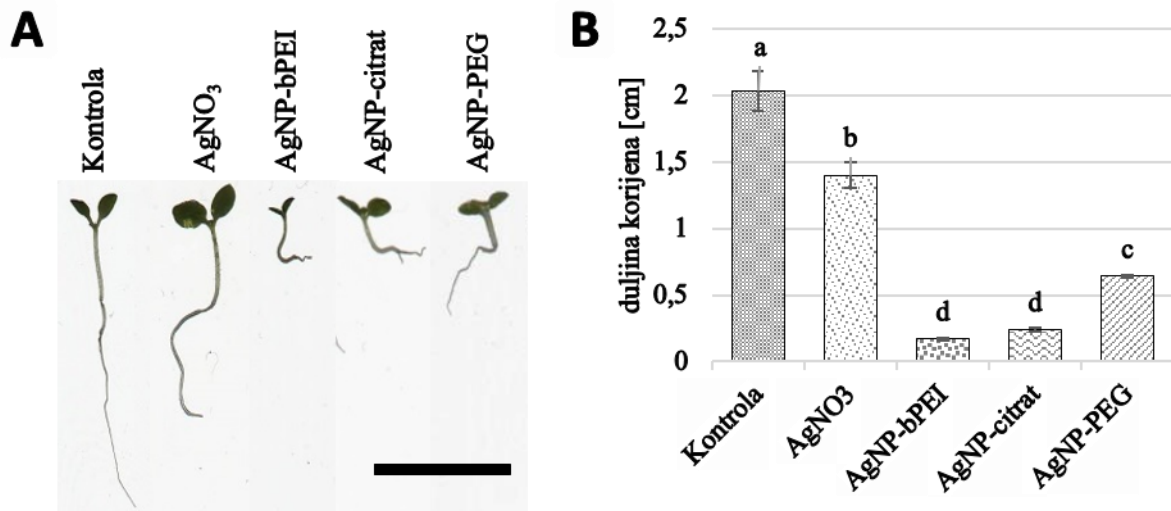 A
Kontrola
AgNO₃
AgNP-bPEI
AgNP-citrat
AgNP-PEG
B
duljina korijena [cm]
2,5
2
1,5
1
0,5
0
a
b
d
d
c
Kontrola
AgNO3
AgNP-bPEI
AgNP-citrat
AgNP-PEG